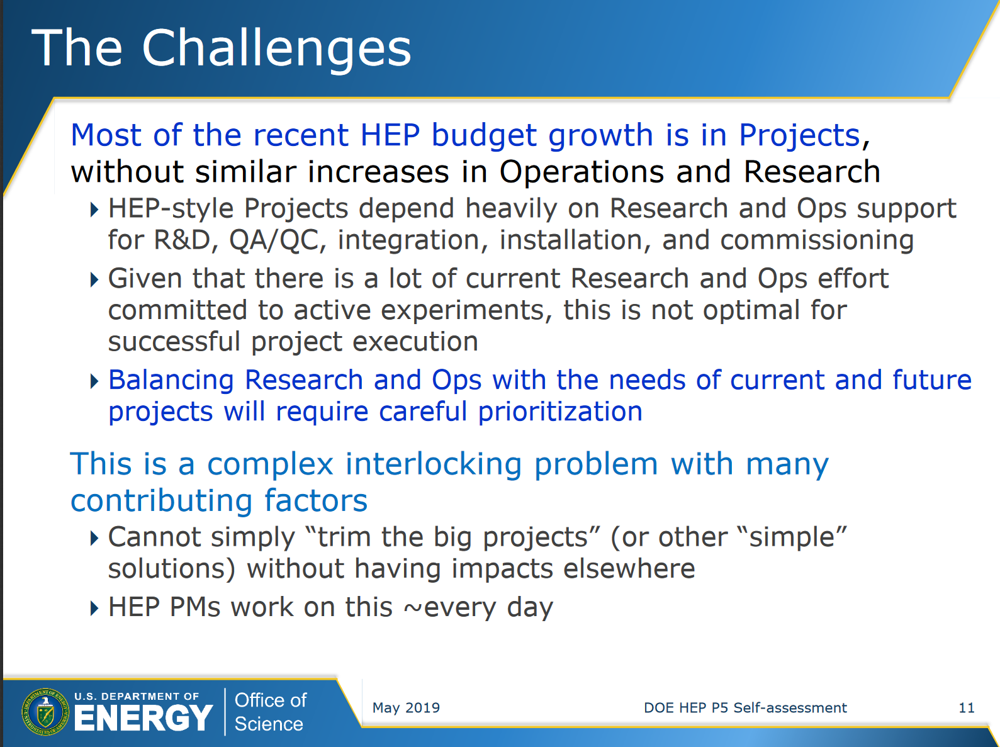 The Challenges
Most of the recent HEP budget growth is in Projects,
without similar increases in Operations and Research
HEP-style Projects depend heavily on Research and Ops support
for R&D, QA/QC, integration, installation, and commissioning
Given that there is a lot of current Research and Ops effort
committed to active experiments, this is not optimal for
successful project execution
Balancing Research and Ops with the needs of current and future
projects will require careful prioritization
This is a complex interlocking problem with many
contributing factors
Cannot simply “trim the big projects” (or other “simple”
solutions) without having impacts elsewhere
HEP PMs work on this ~every day
U.S. DEPARTMENT OF
ENERGY
Office of
Science
May 2019
DOE HEP P5 Self-assessment
11